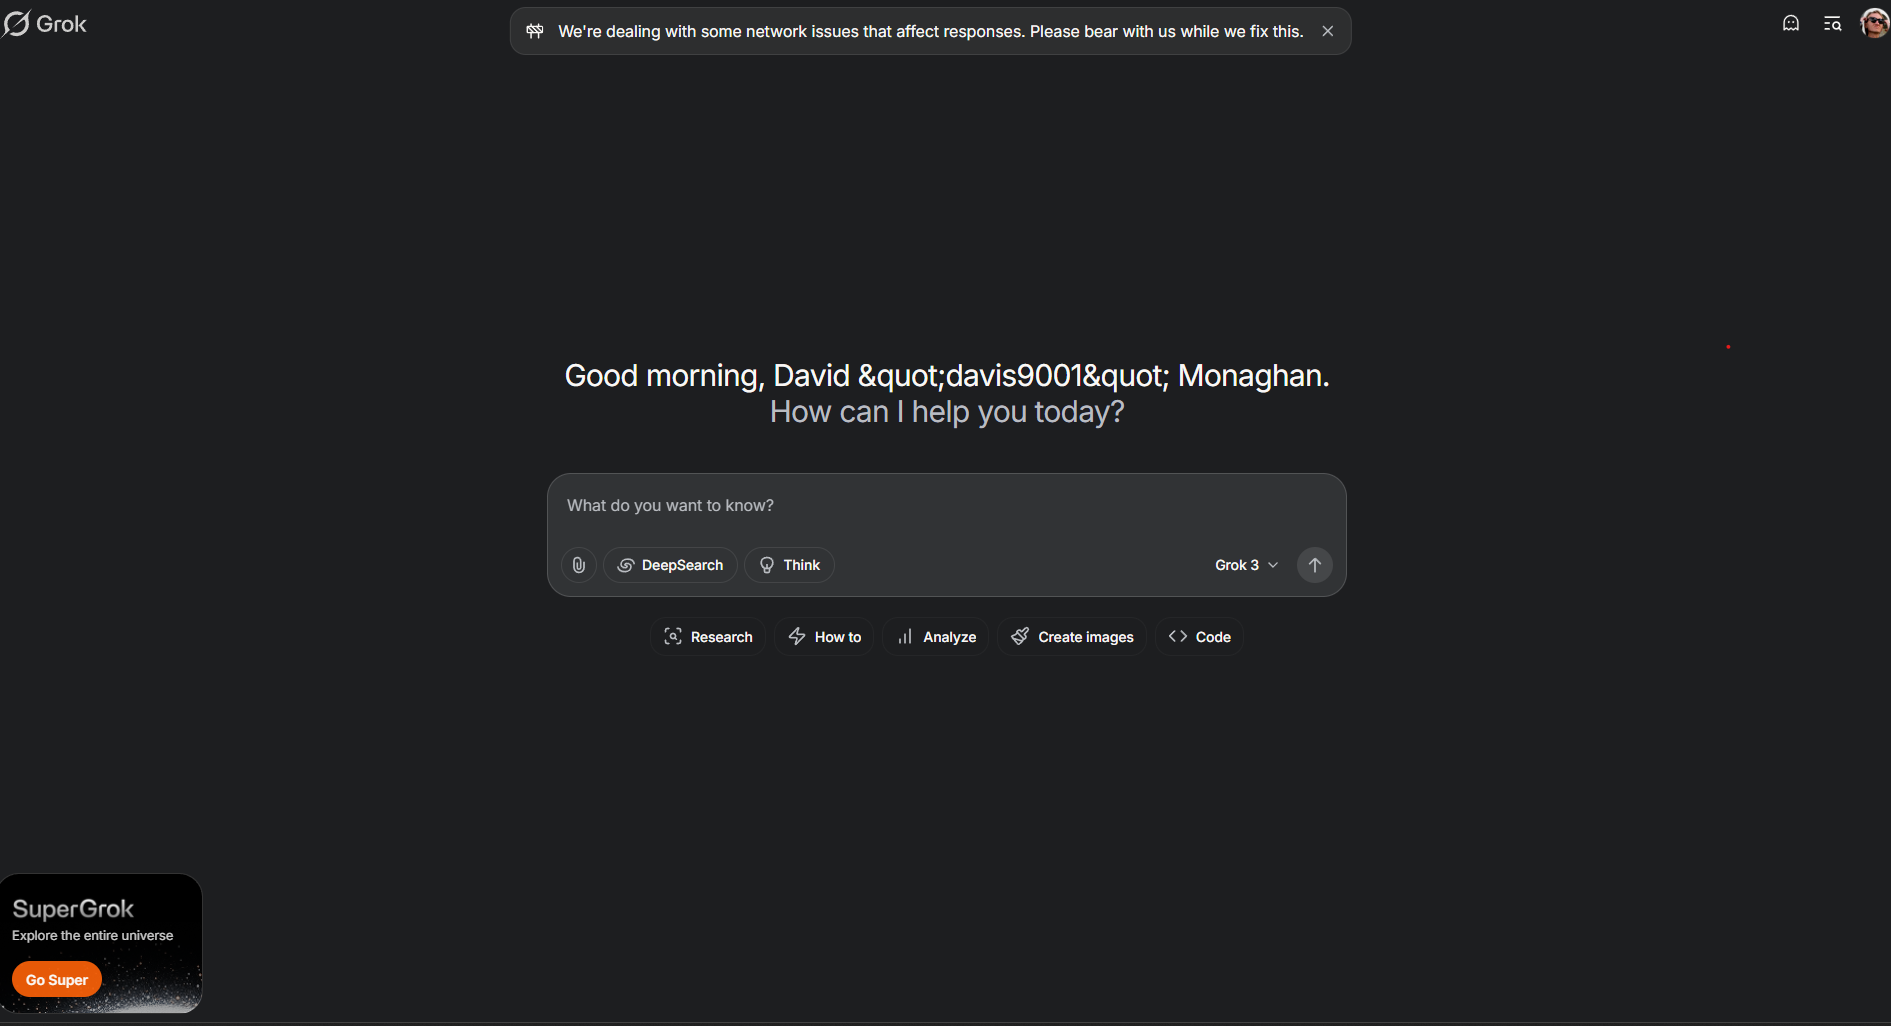 Grok
We're dealing with some network issues that affect responses. Please bear with us while we fix this.
Good morning, David &quot;davis9001&quot; Monaghan.
How can I help you today?
What do you want to know?
DeepSearch
Think
Grok 3
Research
How to
Analyze
Create images
Code
SuperGrok
Explore the entire universe
Go Super